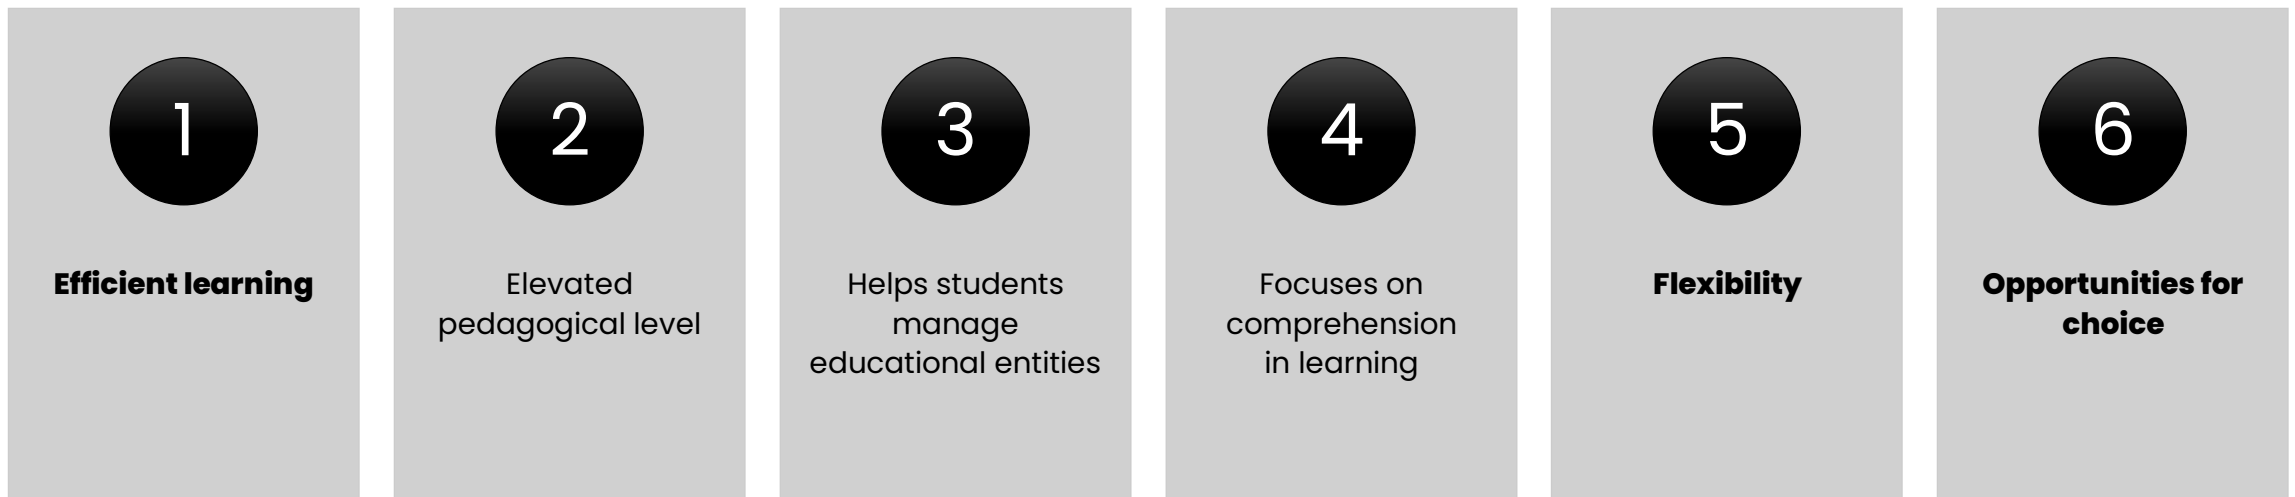 1
Efficient learning
2
Elevated
pedagogical level
3
Helps students
manage
educational entities
4
Focuses on
comprehension
in learning
5
Flexibility
6
Opportunities for
choice